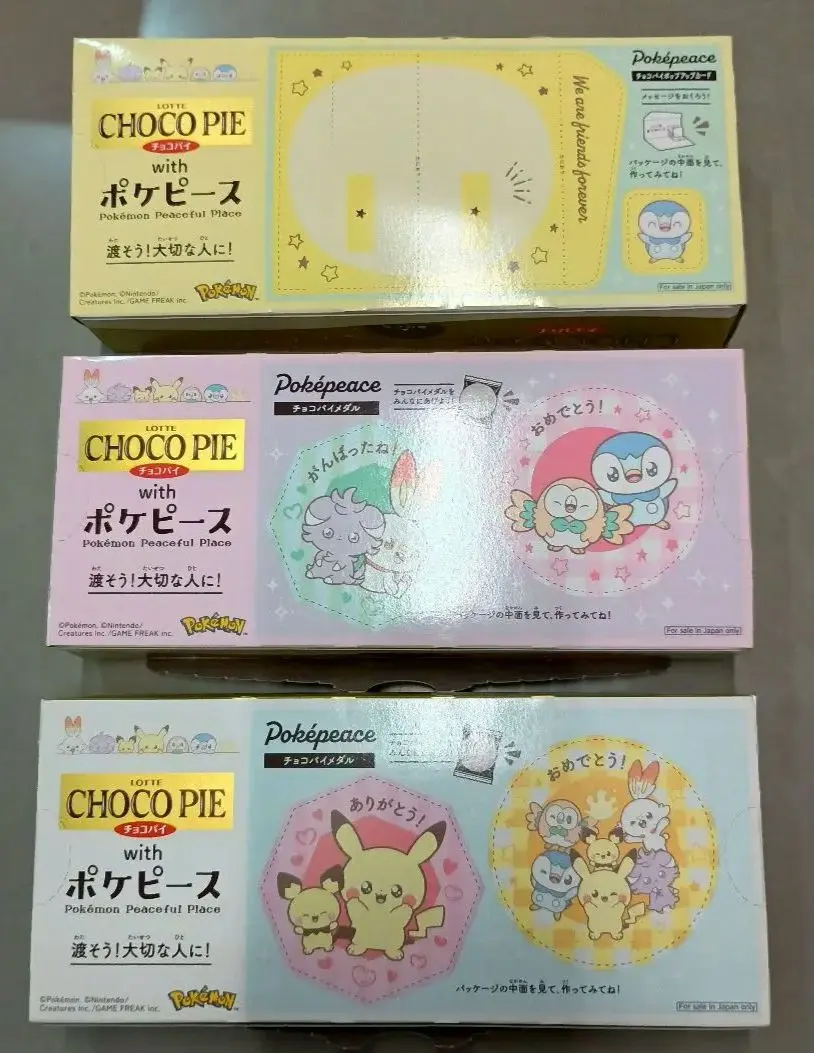 LOTTE
CHOCO PIE
チョコパイ
with
ポケピース
Pokémon Peaceful Place
渡そう!大切な人に!
©Pokémon, ©Nintendo/
Creatures Inc./GAME FREAK inc.
POKéMON
We are friends forever
Poképeace
チョコパイポップアップカード
メッセージをおくろう!
パッケージの中面を見て、
作ってみてね!
For sale in Japan only
LOTTE
CHOCO PIE
チョコパイ
with
ポケピース
Pokémon Peaceful Place
渡そう!大切な人に!
©Pokémon, ©Nintendo/
Creatures Inc./GAME FREAK inc.
POKéMON
Poképeace
チョコパイメダル
チョコパイメダルを
みんなにあげよう!
がんばったね!
おめでとう!
ッケージの中面を見て、作ってみてね!
For sale in Japan only
LOTTE
CHOCO PIE
チョコパイ
with
ポケピース
Pokémon Peaceful Place
渡そう!大切な人に!
©Pokémon, ©Nintendo/
Creatures Inc./GAME FREAK inc.
POKéMON
Poképeace
チョコパイメダル
ありがとう!
おめでとう!
パッケージの中面を見て、作ってみてね!
For sale in Japan only